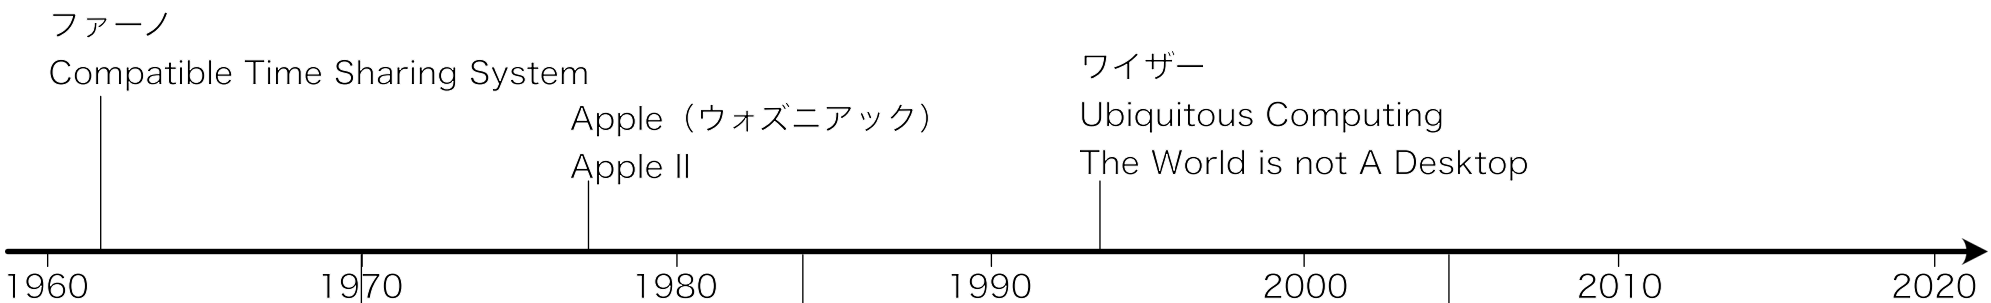 ファーノ
Compatible Time Sharing System
Apple（ウォズニアック）
Apple II
ワイザー
Ubiquitous Computing
The World is not A Desktop
1960 1970 1980 1990 2000 2010 2020